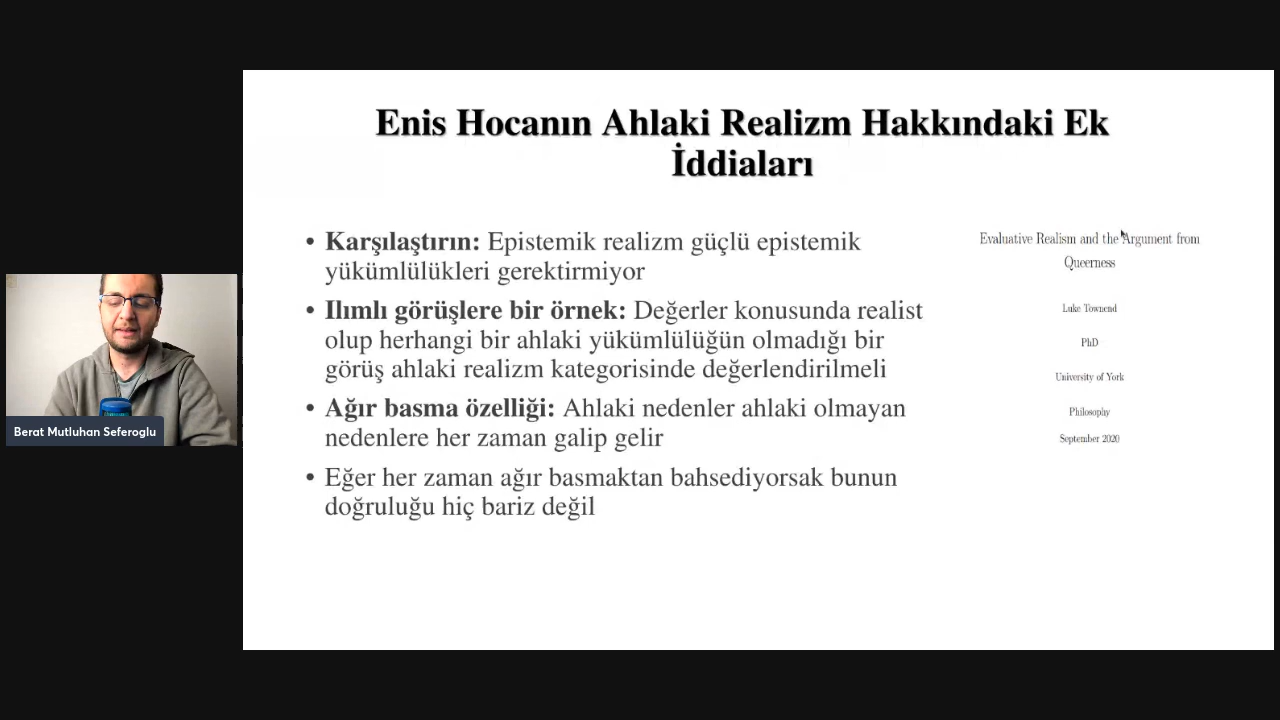 Enis Hocanın Ahlaki Realizm Hakkındaki Ek
İddiaları
• Karşılaştırın: Epistemik realizm güçlü epistemik
yükümlülükleri gerektirmiyor
• Ilımlı görüşlere bir örnek: Değerler konusunda realist
olup herhangi bir ahlaki yükümlülüğün olmadığı bir
görüş ahlaki realizm kategorisinde değerlendirilmeli
• Ağır basma özelliği: Ahlaki nedenler ahlaki olmayan
nedenlere her zaman galip gelir
• Eğer her zaman ağır basmaktan bahsediyorsak bunun
doğruluğu hiç bariz değil
Evaluative Realism and the Argument from
Queerness
Luke Townend
PhD
University of York
Philosophy
September 2020
Berat Mutluhan Seferoglu